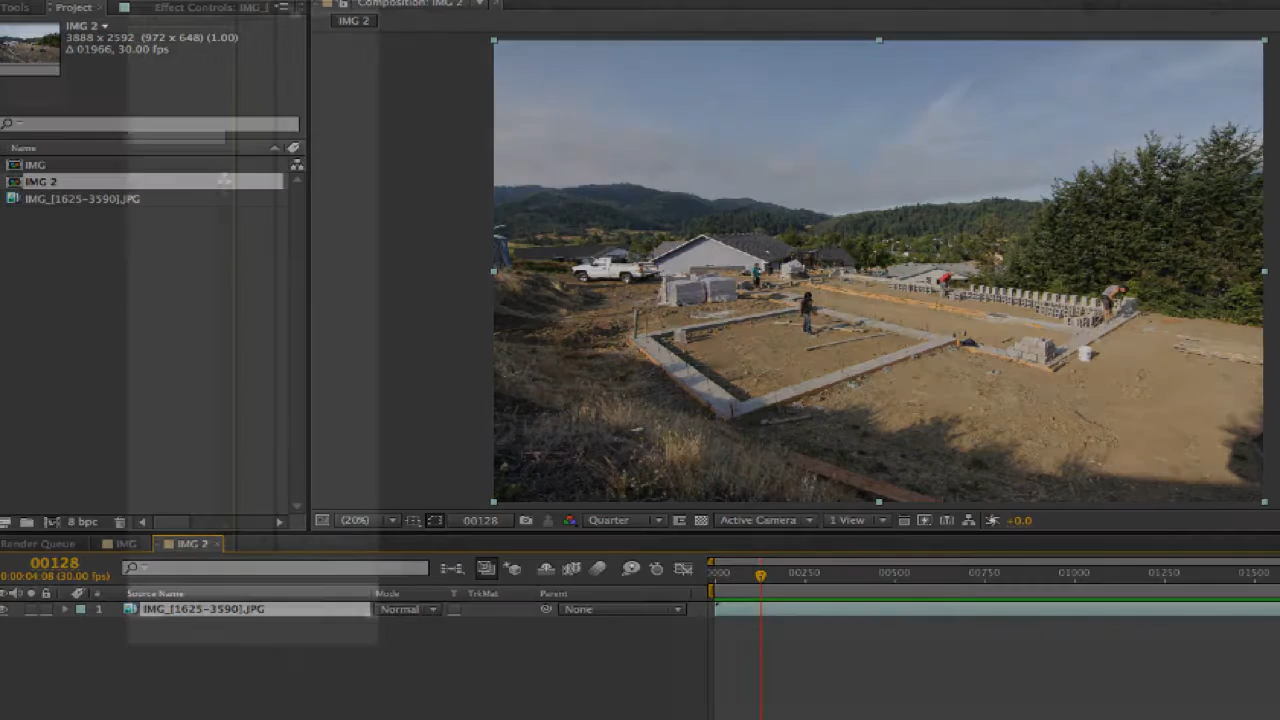 Tools Project Effect Controls: IMG_[ Composition: IMG 2
IMG 2
IMG 2
3888 x 2592 (972 x 648) (1.00)
Δ 01966, 30.00 fps
Name
IMG
IMG 2
IMG_[1625-3590].JPG
8 bpc (20%) 00128 Quarter Active Camera 1 View +0.0
Render Queue IMG IMG 2
00128
0:00:04:08 (30.00 fps)
0000 00250 00500 00750 01000 01250 01500
# Source Name Mode T TrkMat Parent
1 IMG_[1625-3590].JPG Normal None